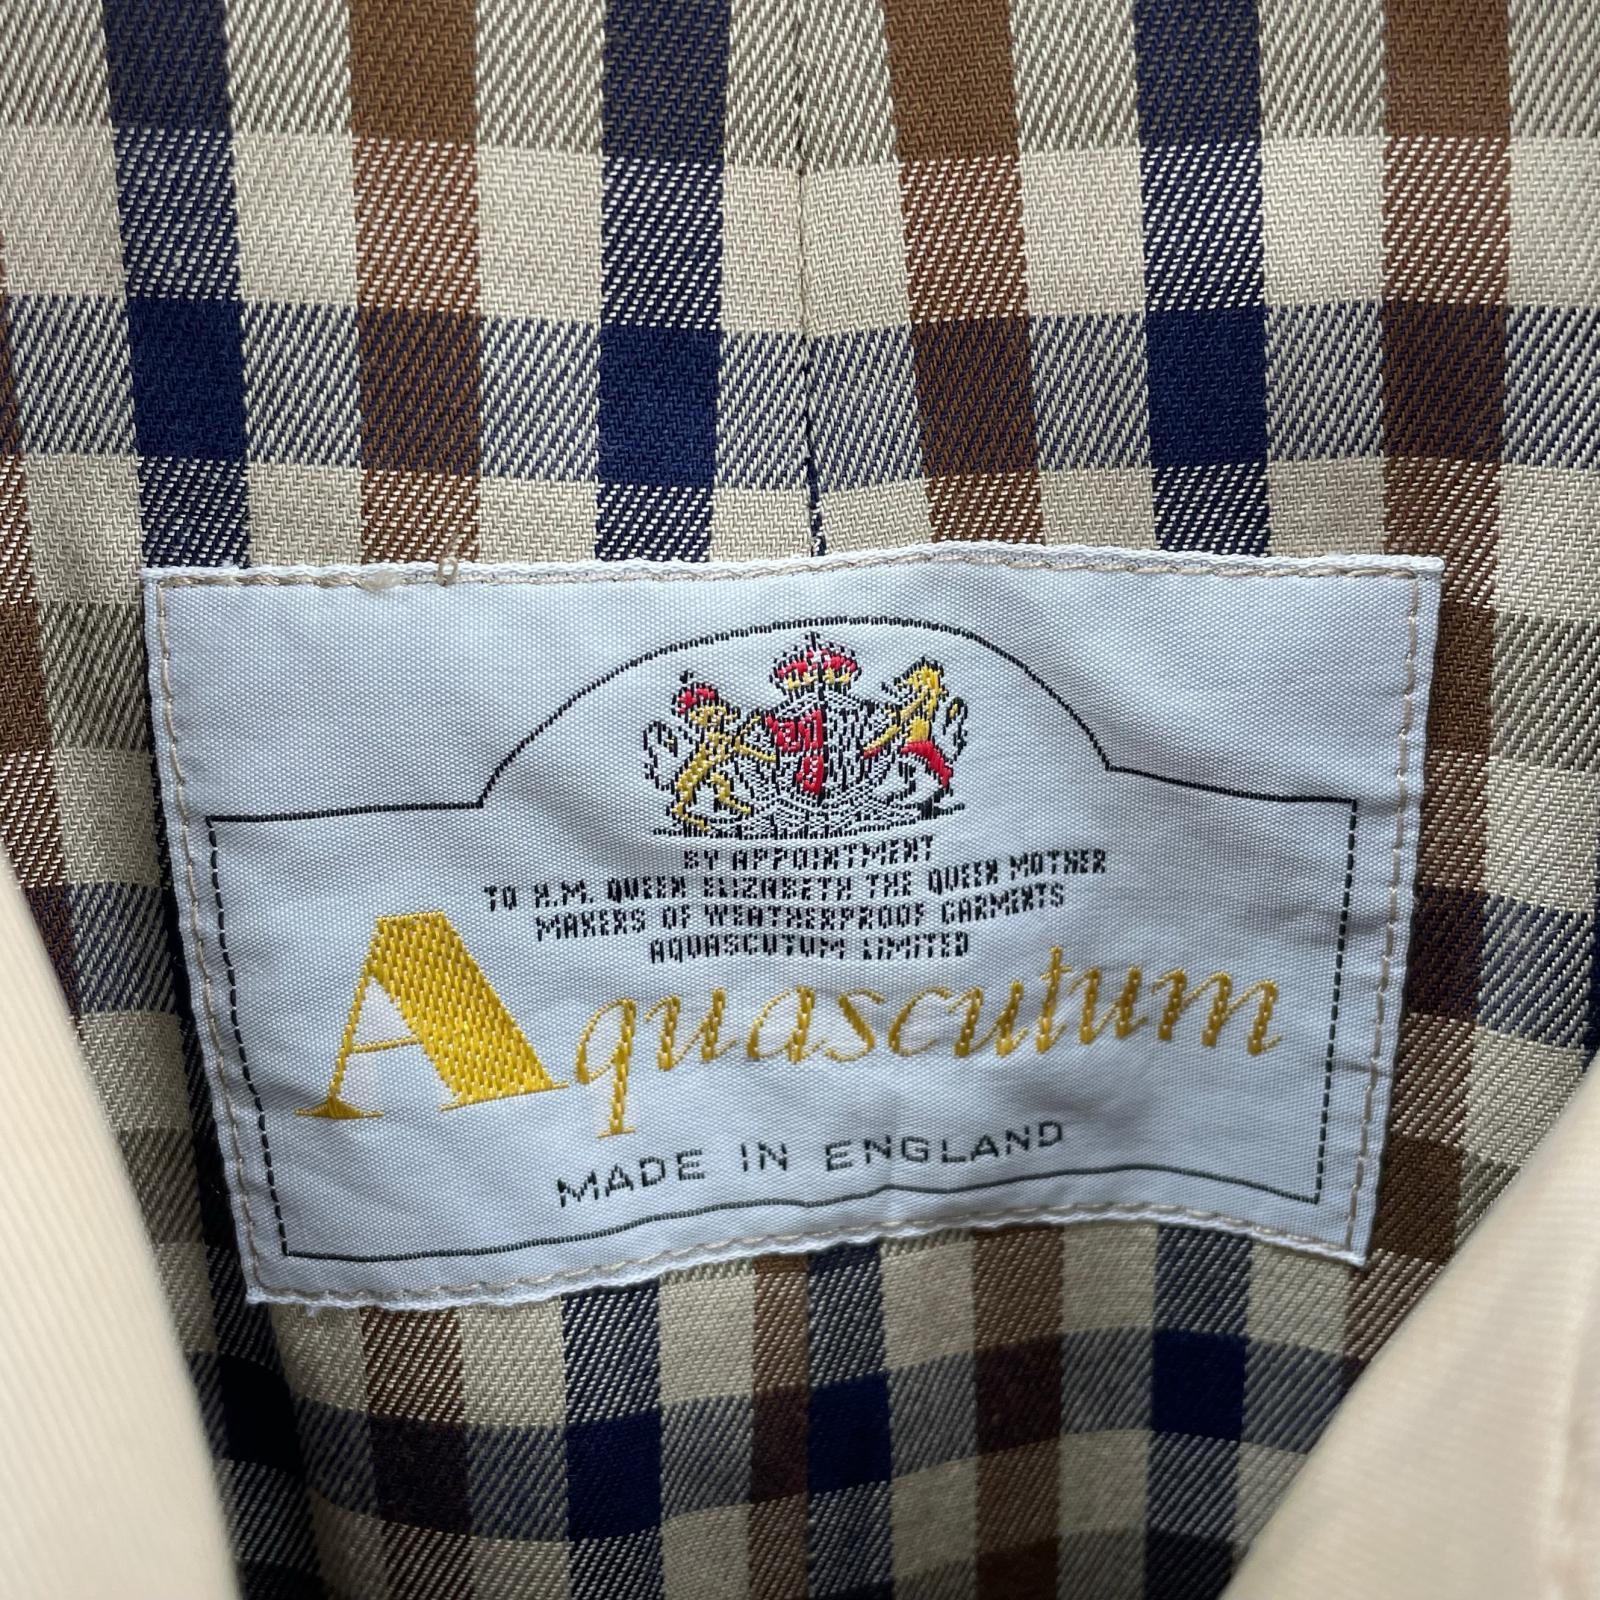 BY APPOINTMENT
TO H.M. QUEEN ELIZABETH THE QUEEN MOTHER
MAKERS OF WEATHERPROOF GARMENTS
AQUASCUTUM LIMITED
Aquascutum
MADE IN ENGLAND